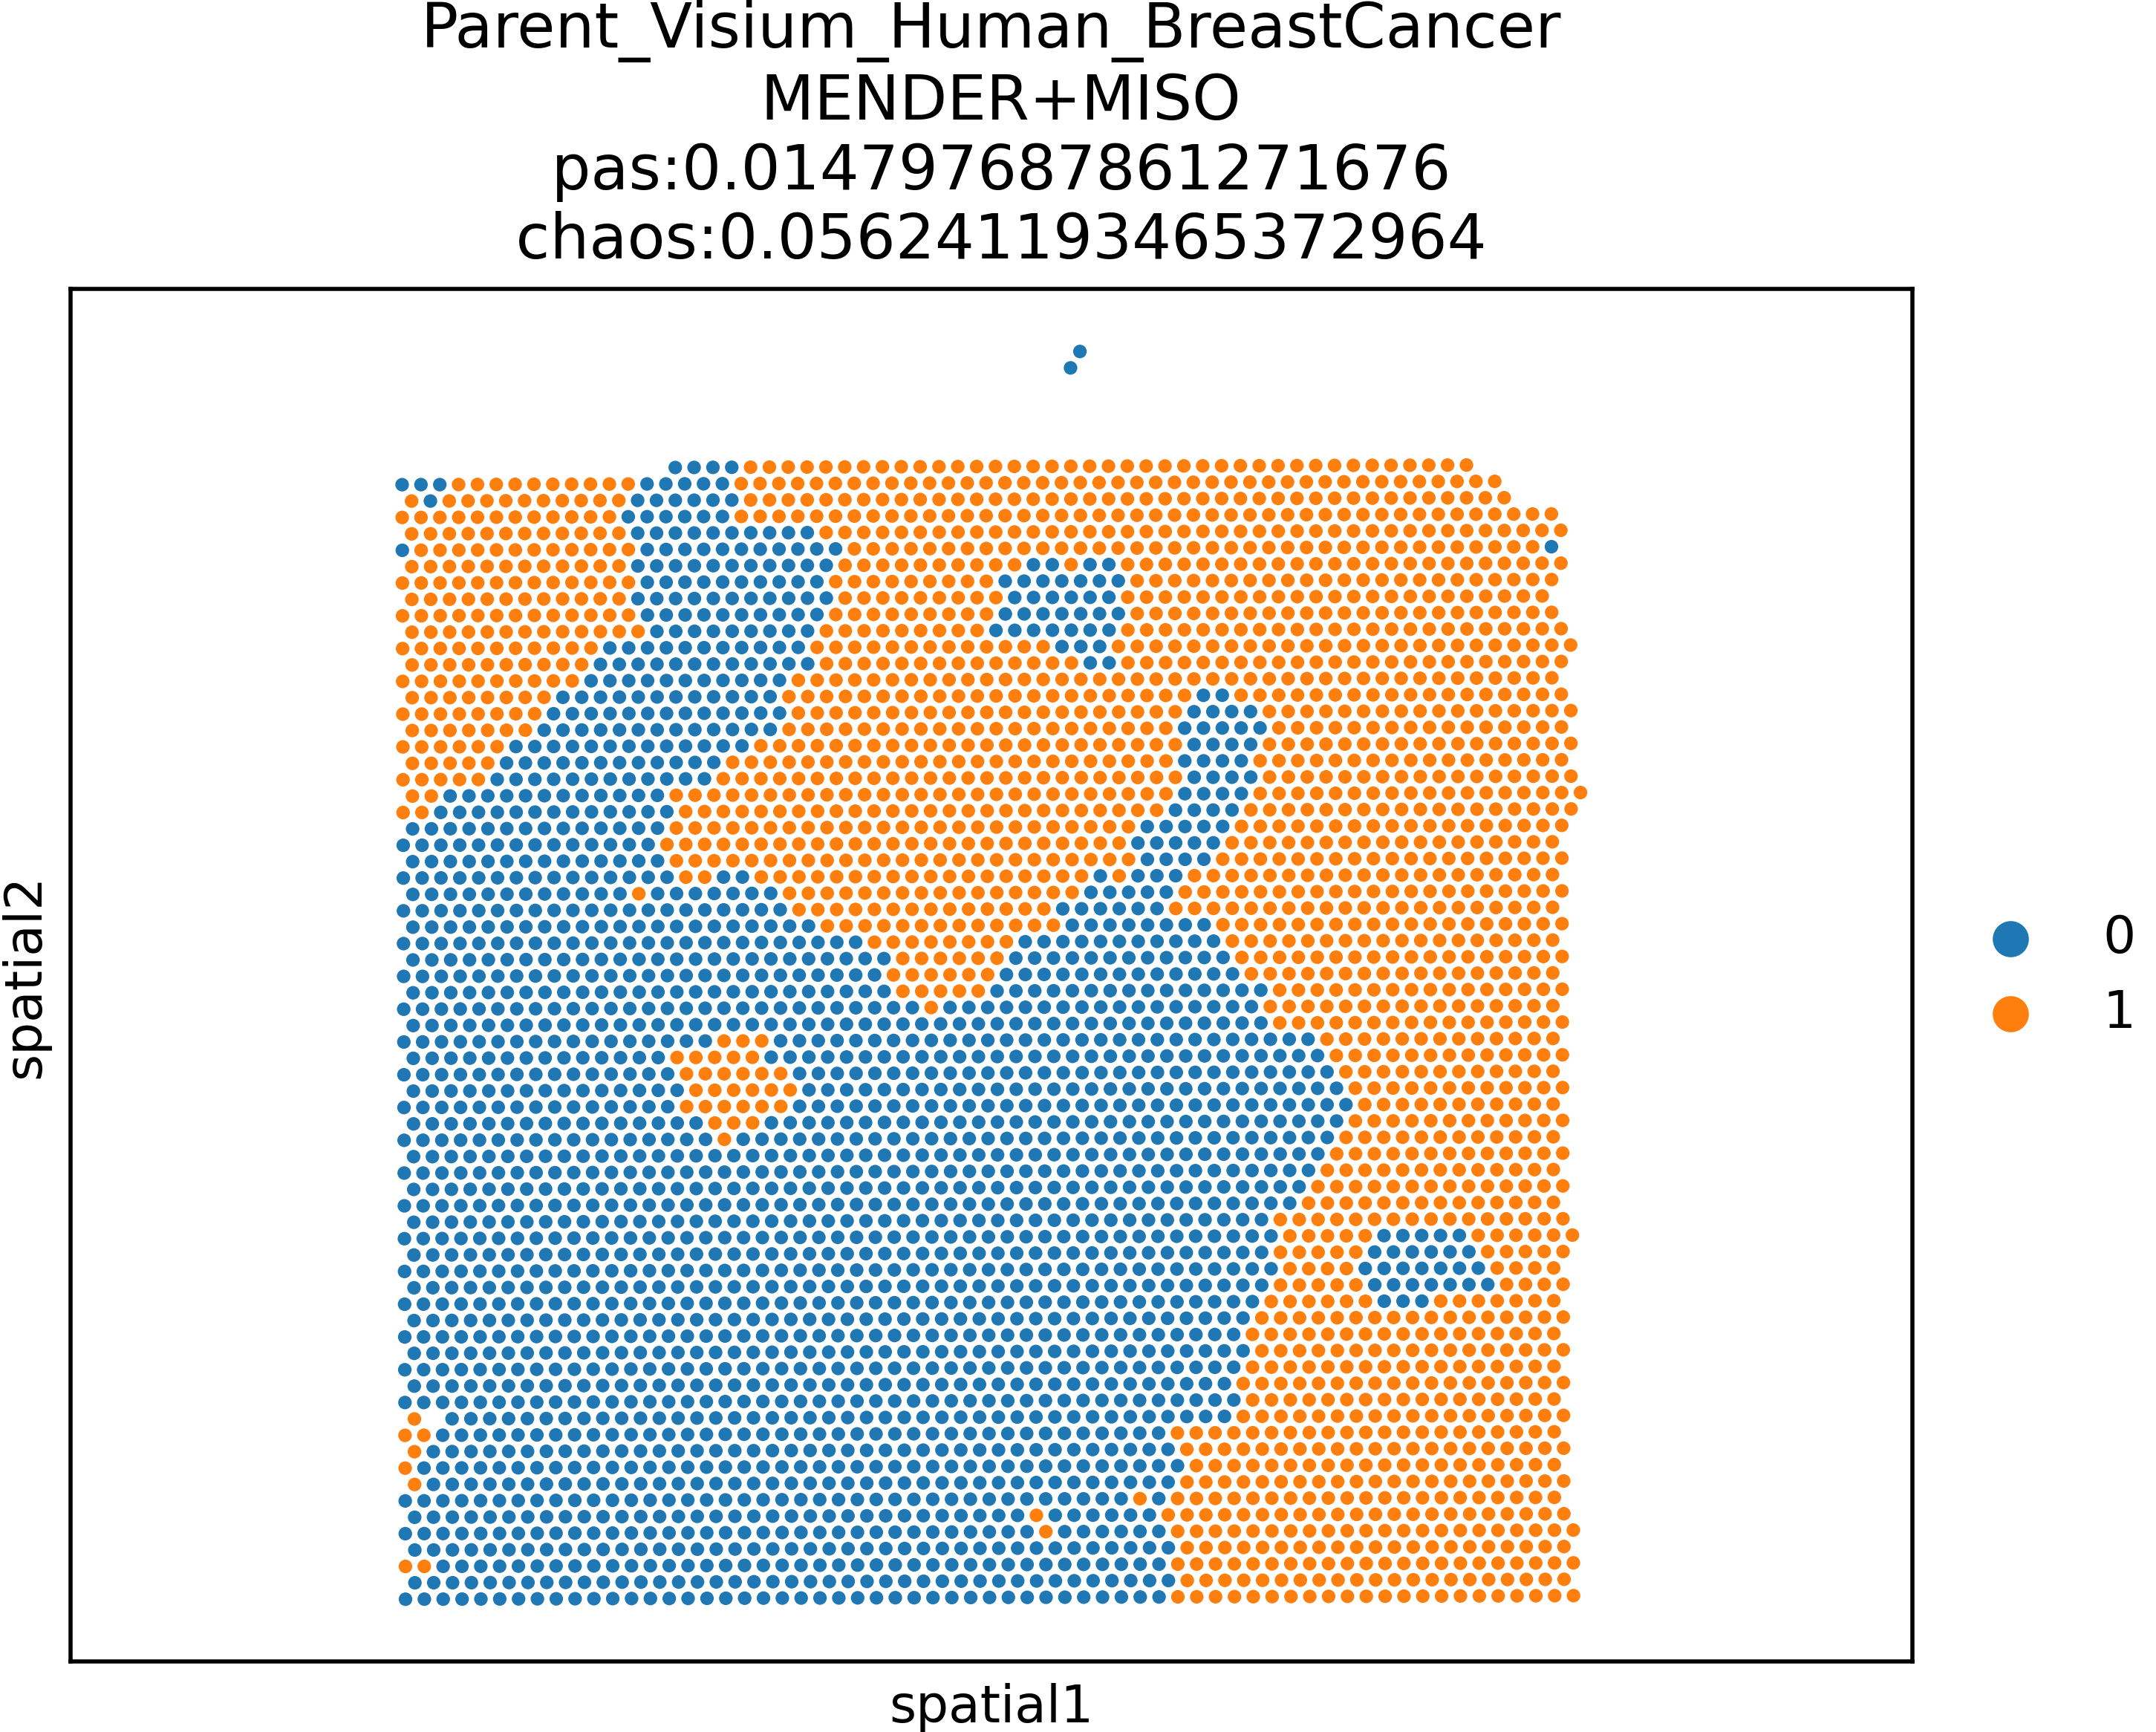 Parent_Visium_Human_BreastCancer
MENDER+MISO
pas:0.014797687861271676
chaos:0.056241193465372964
spatial2
0
1
spatial1